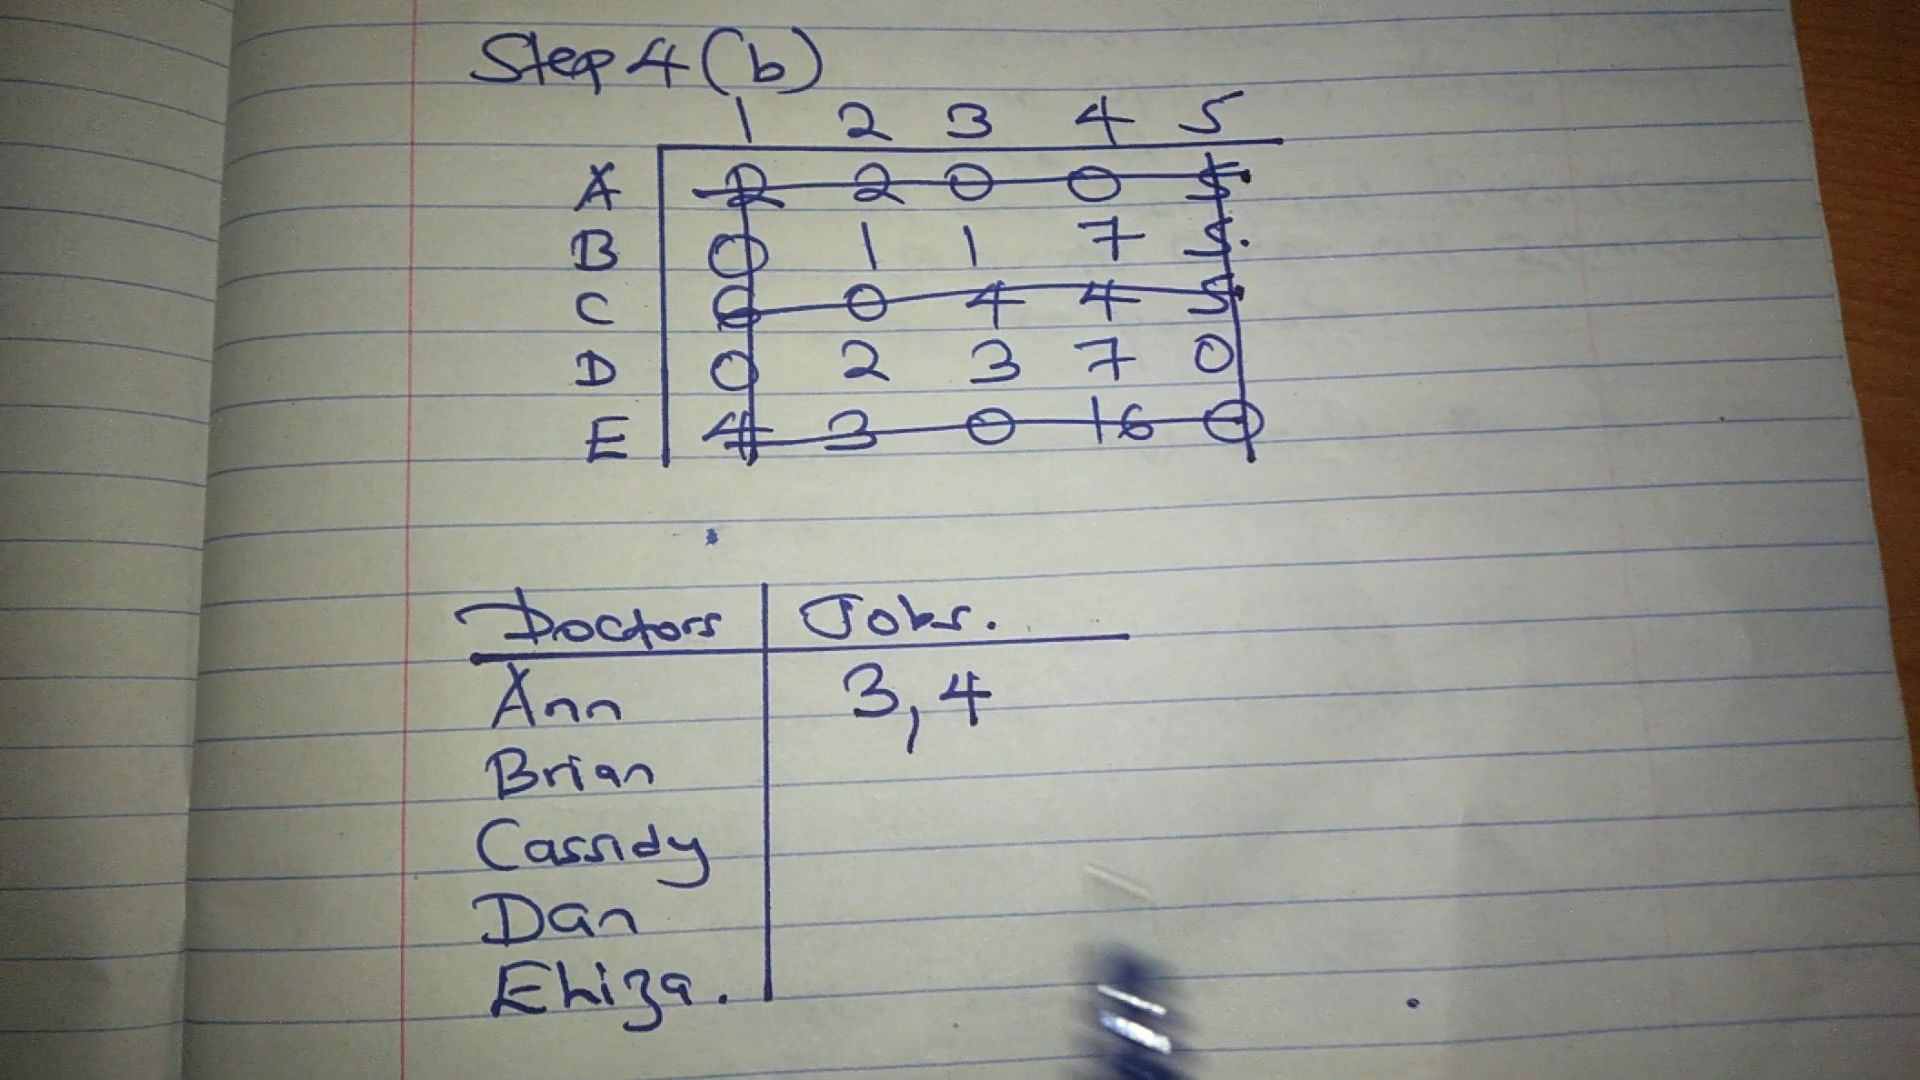 Step 4 (b)
1 2 3 4 5
A 2 2 0 0 5
B 0 1 1 7 5.
C 0 4 4 5
D 0 2 3 7 0
E 4 3 0 16 0
Doctors Jobs.
Ann 3, 4
Brian
Cassidy
Dan
Ehiza.